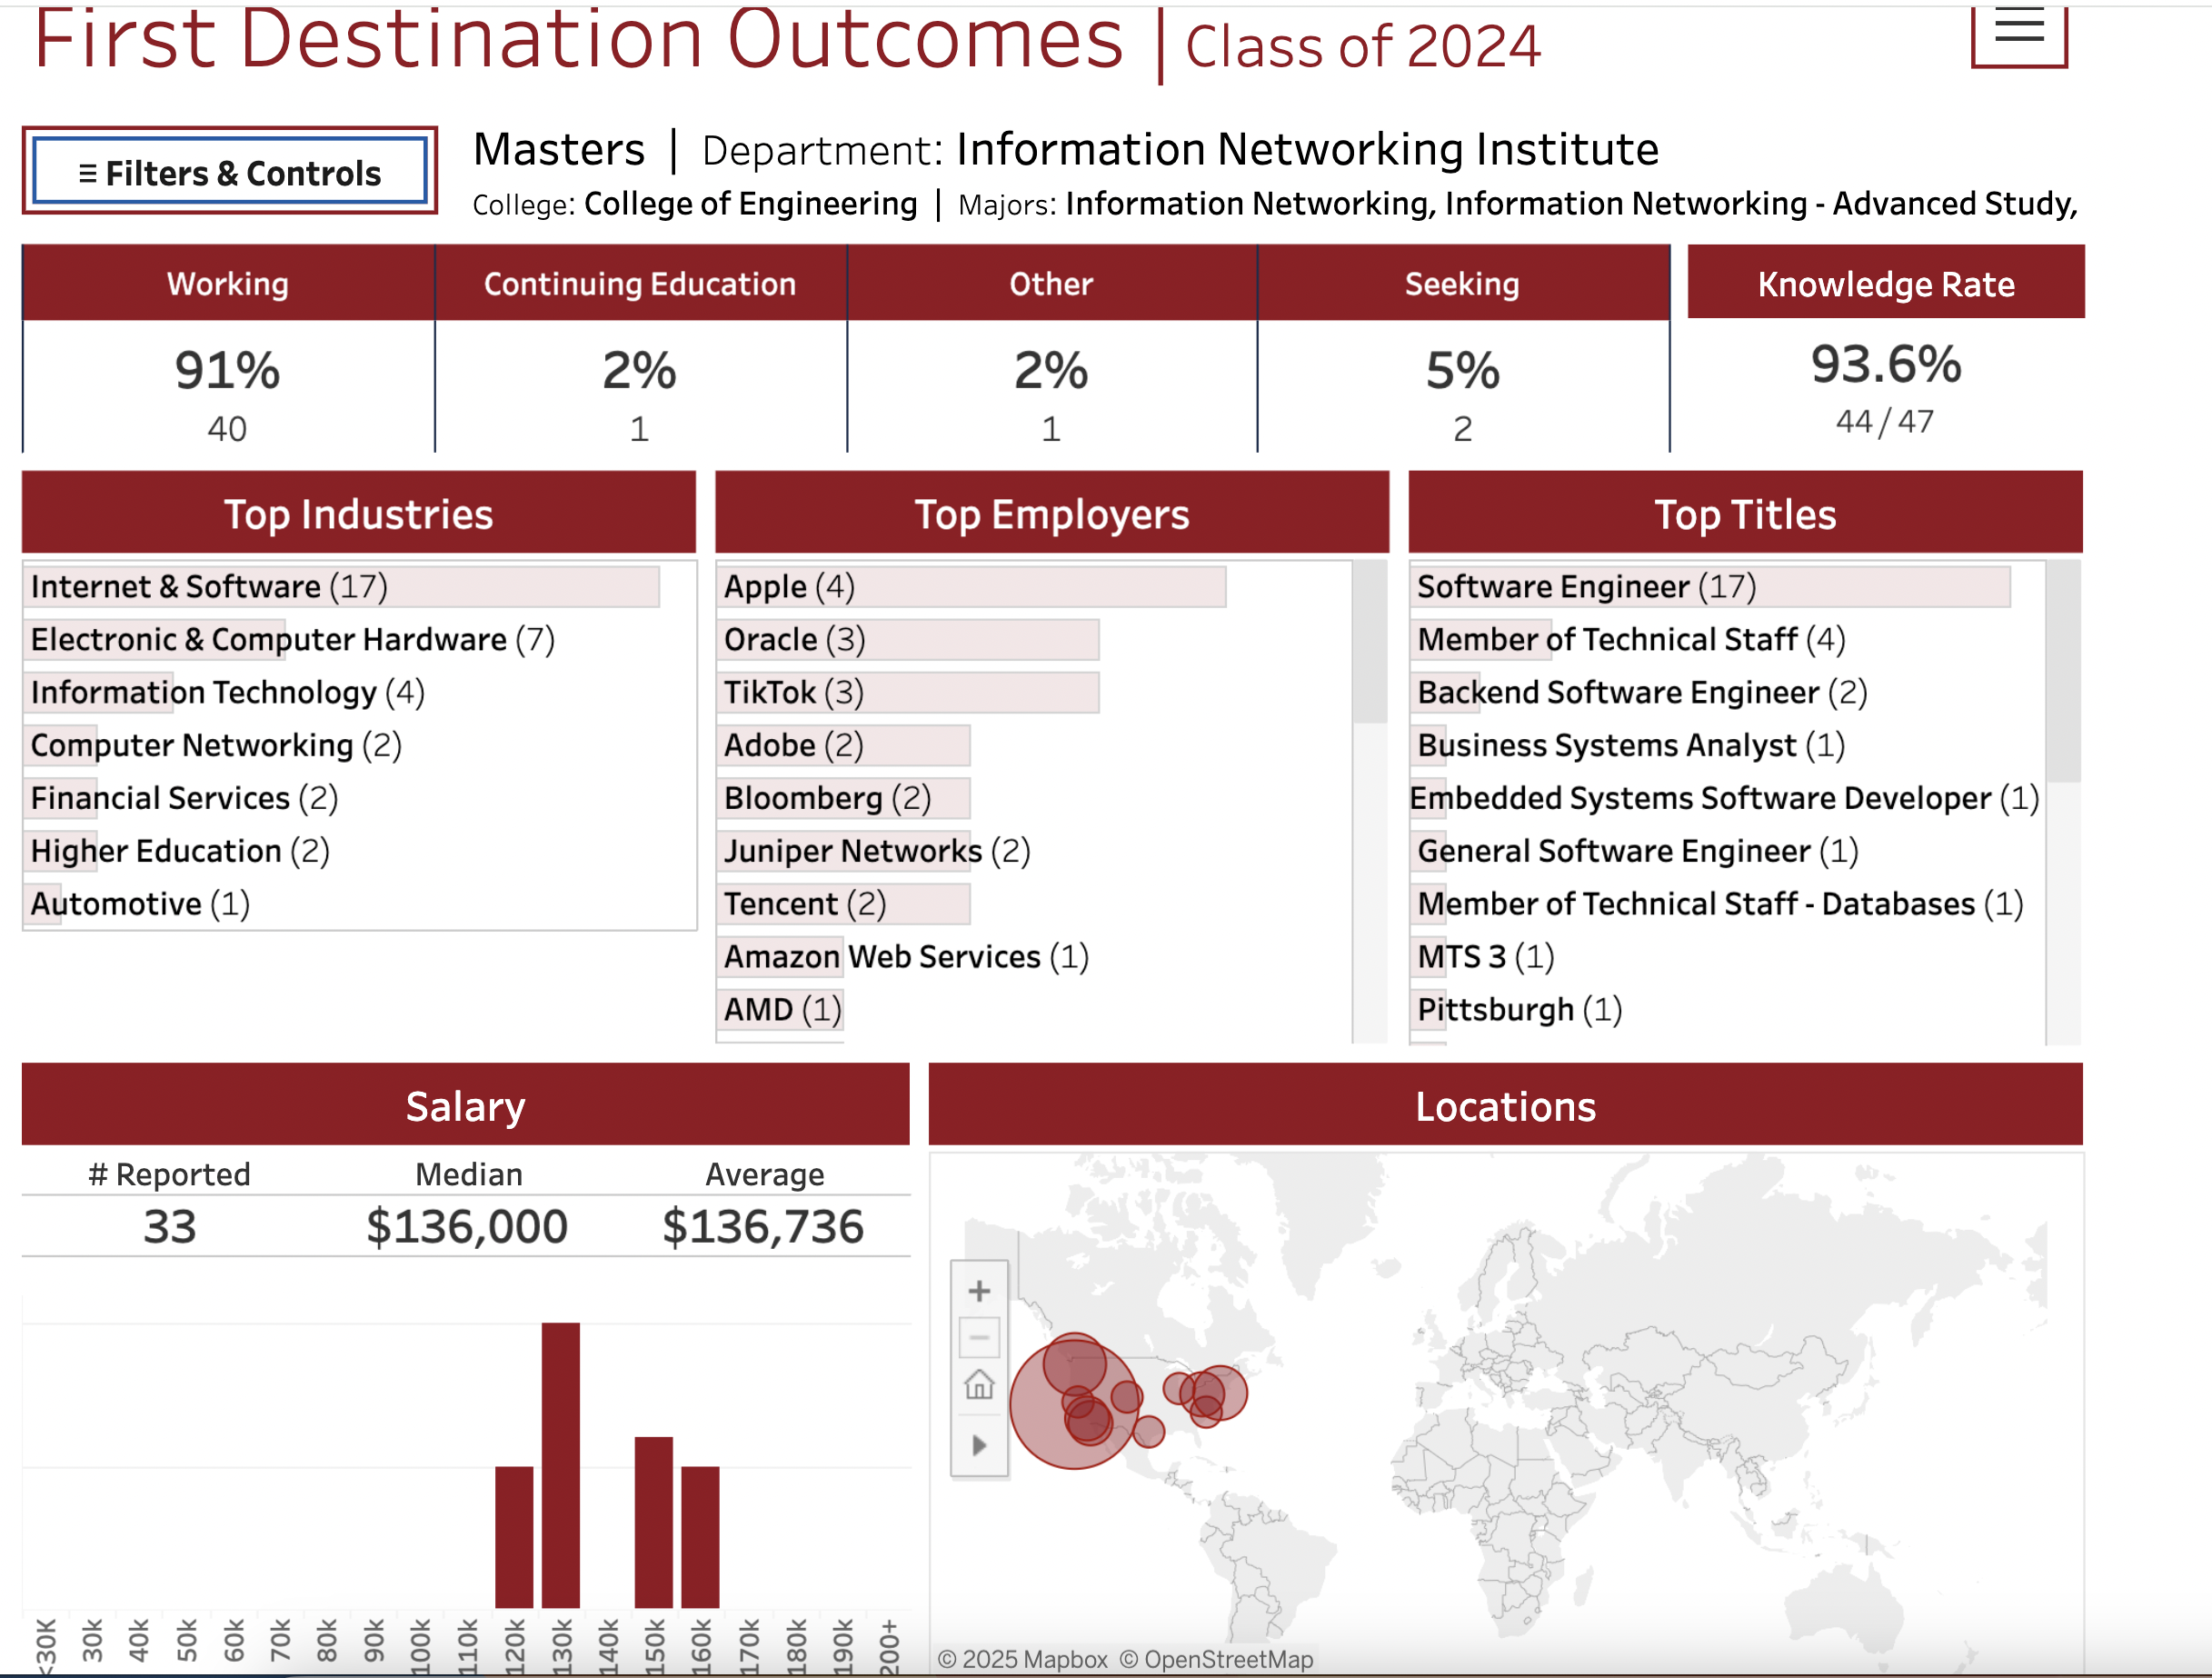 First Destination Outcomes | Class of 2024
≡ Filters & Controls
Masters | Department: Information Networking Institute
College: College of Engineering | Majors: Information Networking, Information Networking - Advanced Study,
Working
Continuing Education
Other
Seeking
Knowledge Rate
91%
2%
2%
5%
93.6%
40
1
1
2
44 / 47
Top Industries
Internet & Software (17)
Electronic & Computer Hardware (7)
Information Technology (4)
Computer Networking (2)
Financial Services (2)
Higher Education (2)
Automotive (1)
Top Employers
Apple (4)
Oracle (3)
TikTok (3)
Adobe (2)
Bloomberg (2)
Juniper Networks (2)
Tencent (2)
Amazon Web Services (1)
AMD (1)
Top Titles
Software Engineer (17)
Member of Technical Staff (4)
Backend Software Engineer (2)
Business Systems Analyst (1)
Embedded Systems Software Developer (1)
General Software Engineer (1)
Member of Technical Staff - Databases (1)
MTS 3 (1)
Pittsburgh (1)
Salary
# Reported
Median
Average
33
$136,000
$136,736
<30K
30k
40k
50k
60k
70k
80k
90k
100k
110k
120k
130k
140k
150k
160k
170k
180k
190k
200+
Locations
+
−
© 2025 Mapbox © OpenStreetMap